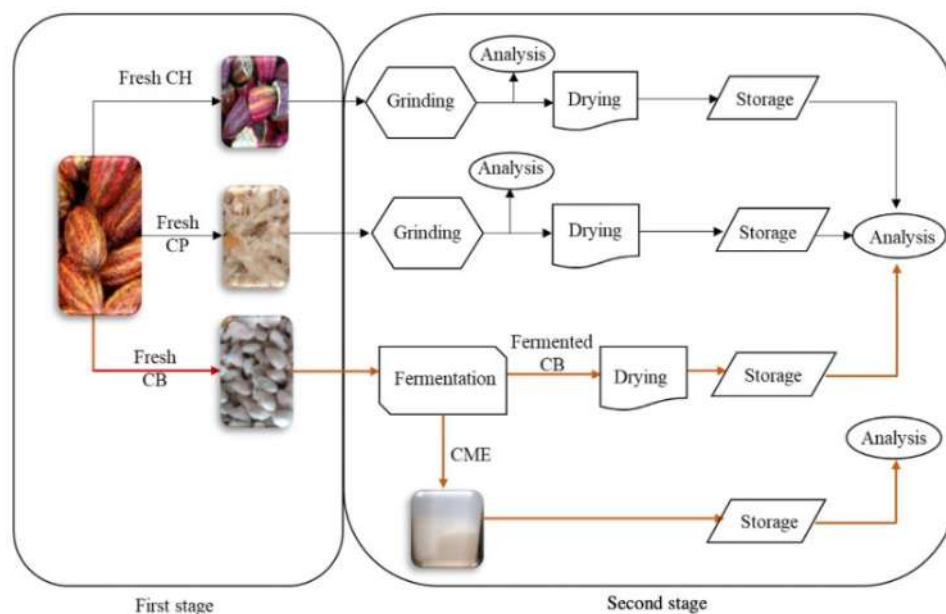 Fresh CH
Grinding
Analysis
Drying
Storage
Fresh
CP
Grinding
Analysis
Drying
Storage
Analysis
Fresh
CB
Fermentation
Fermented
CB
Drying
Storage
CME
Storage
Analysis
First stage
Second stage